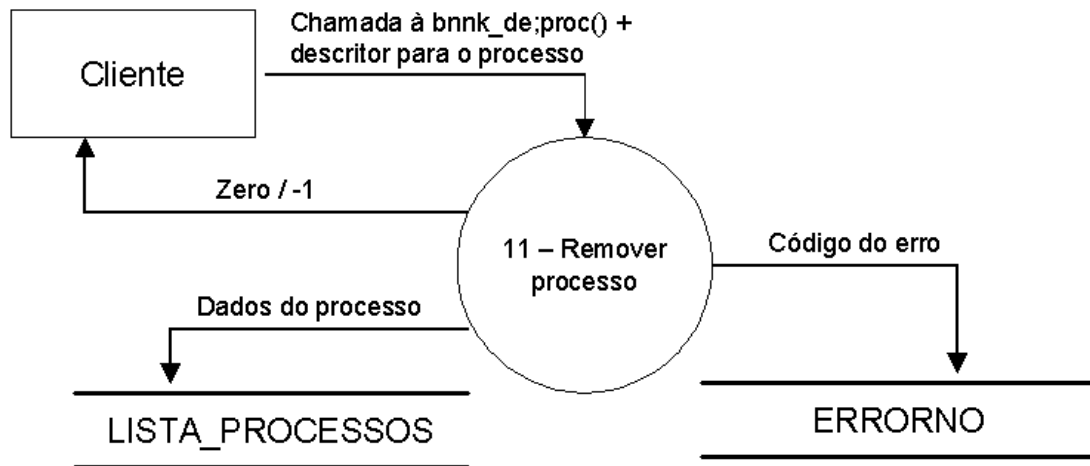 Chamada à bnnk_de;proc() +
descritor para o processo
Cliente
Zero / -1
11 – Remover
processo
Código do erro
Dados do processo
LISTA_PROCESSOS
ERRORNO